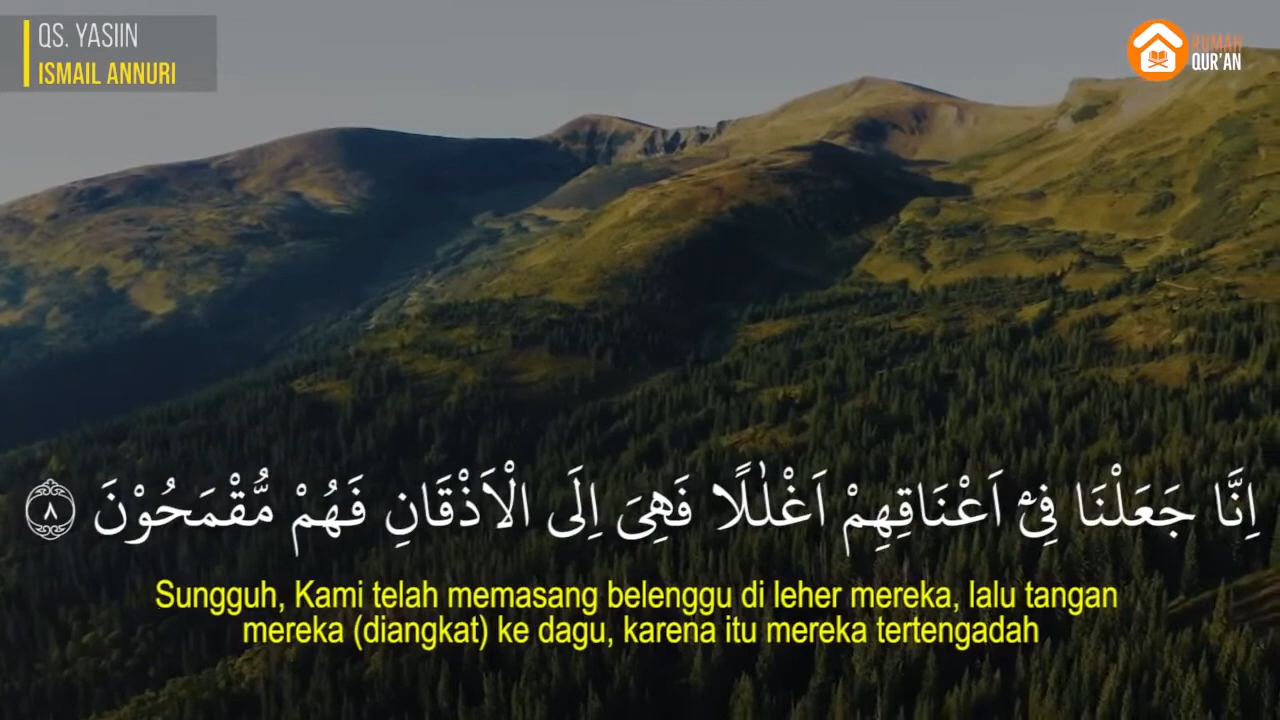 QS. YASIIN
ISMAIL ANNURI
RUMAH
QUR'AN
اِنَّا جَعَلْنَا فِيْٓ اَعْنَاقِهِمْ اَغْلٰلًا فَهِيَ اِلَى الْاَذْقَانِ فَهُمْ مُّقْمَحُوْنَ ٨
Sungguh, Kami telah memasang belenggu di leher mereka, lalu tangan
mereka (diangkat) ke dagu, karena itu mereka tertengadah